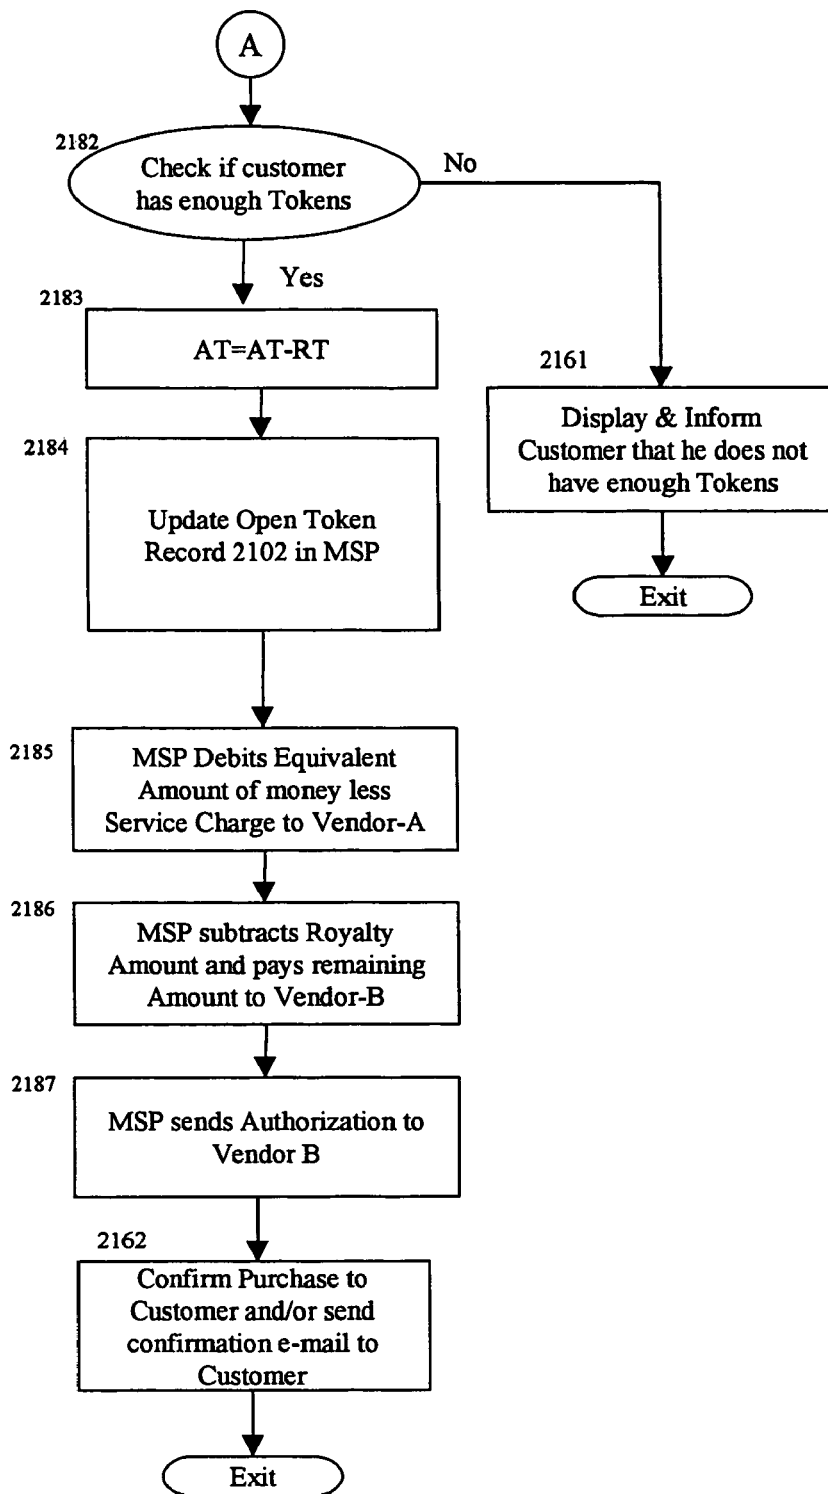 A
2182
Check if customer
has enough Tokens
No
Yes
2183
AT=AT-RT
2161
Display & Inform
Customer that he does not
have enough Tokens
Exit
2184
Update Open Token
Record 2102 in MSP
2185
MSP Debits Equivalent
Amount of money less
Service Charge to Vendor-A
2186
MSP subtracts Royalty
Amount and pays remaining
Amount to Vendor-B
2187
MSP sends Authorization to
Vendor B
2162
Confirm Purchase to
Customer and/or send
confirmation e-mail to
Customer
Exit